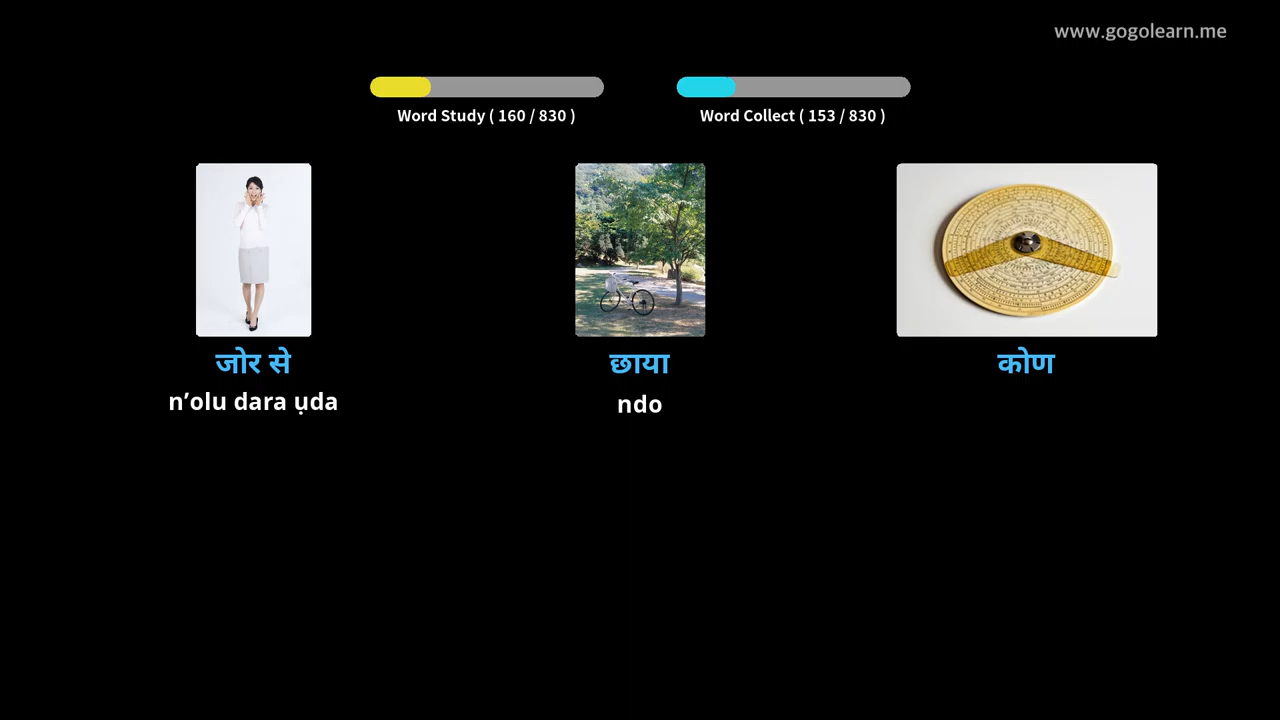 www.gogolearn.me
Word Study ( 160 / 830 )
Word Collect ( 153 / 830 )
जोर से
छाया
कोण
n’olu dara ụda
ndo